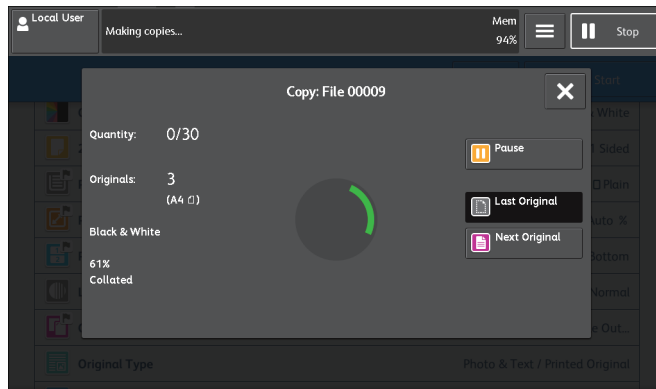 Local User
Making copies...
Mem
94%
Stop
Start
Copy: File 00009
Quantity: 0/30
Originals: 3
(A4)
Black & White
61%
Collated
Pause
Last Original
Next Original
White
1 Sided
Plain
Auto %
Bottom
Normal
e Out...
Original Type
Photo & Text / Printed Original